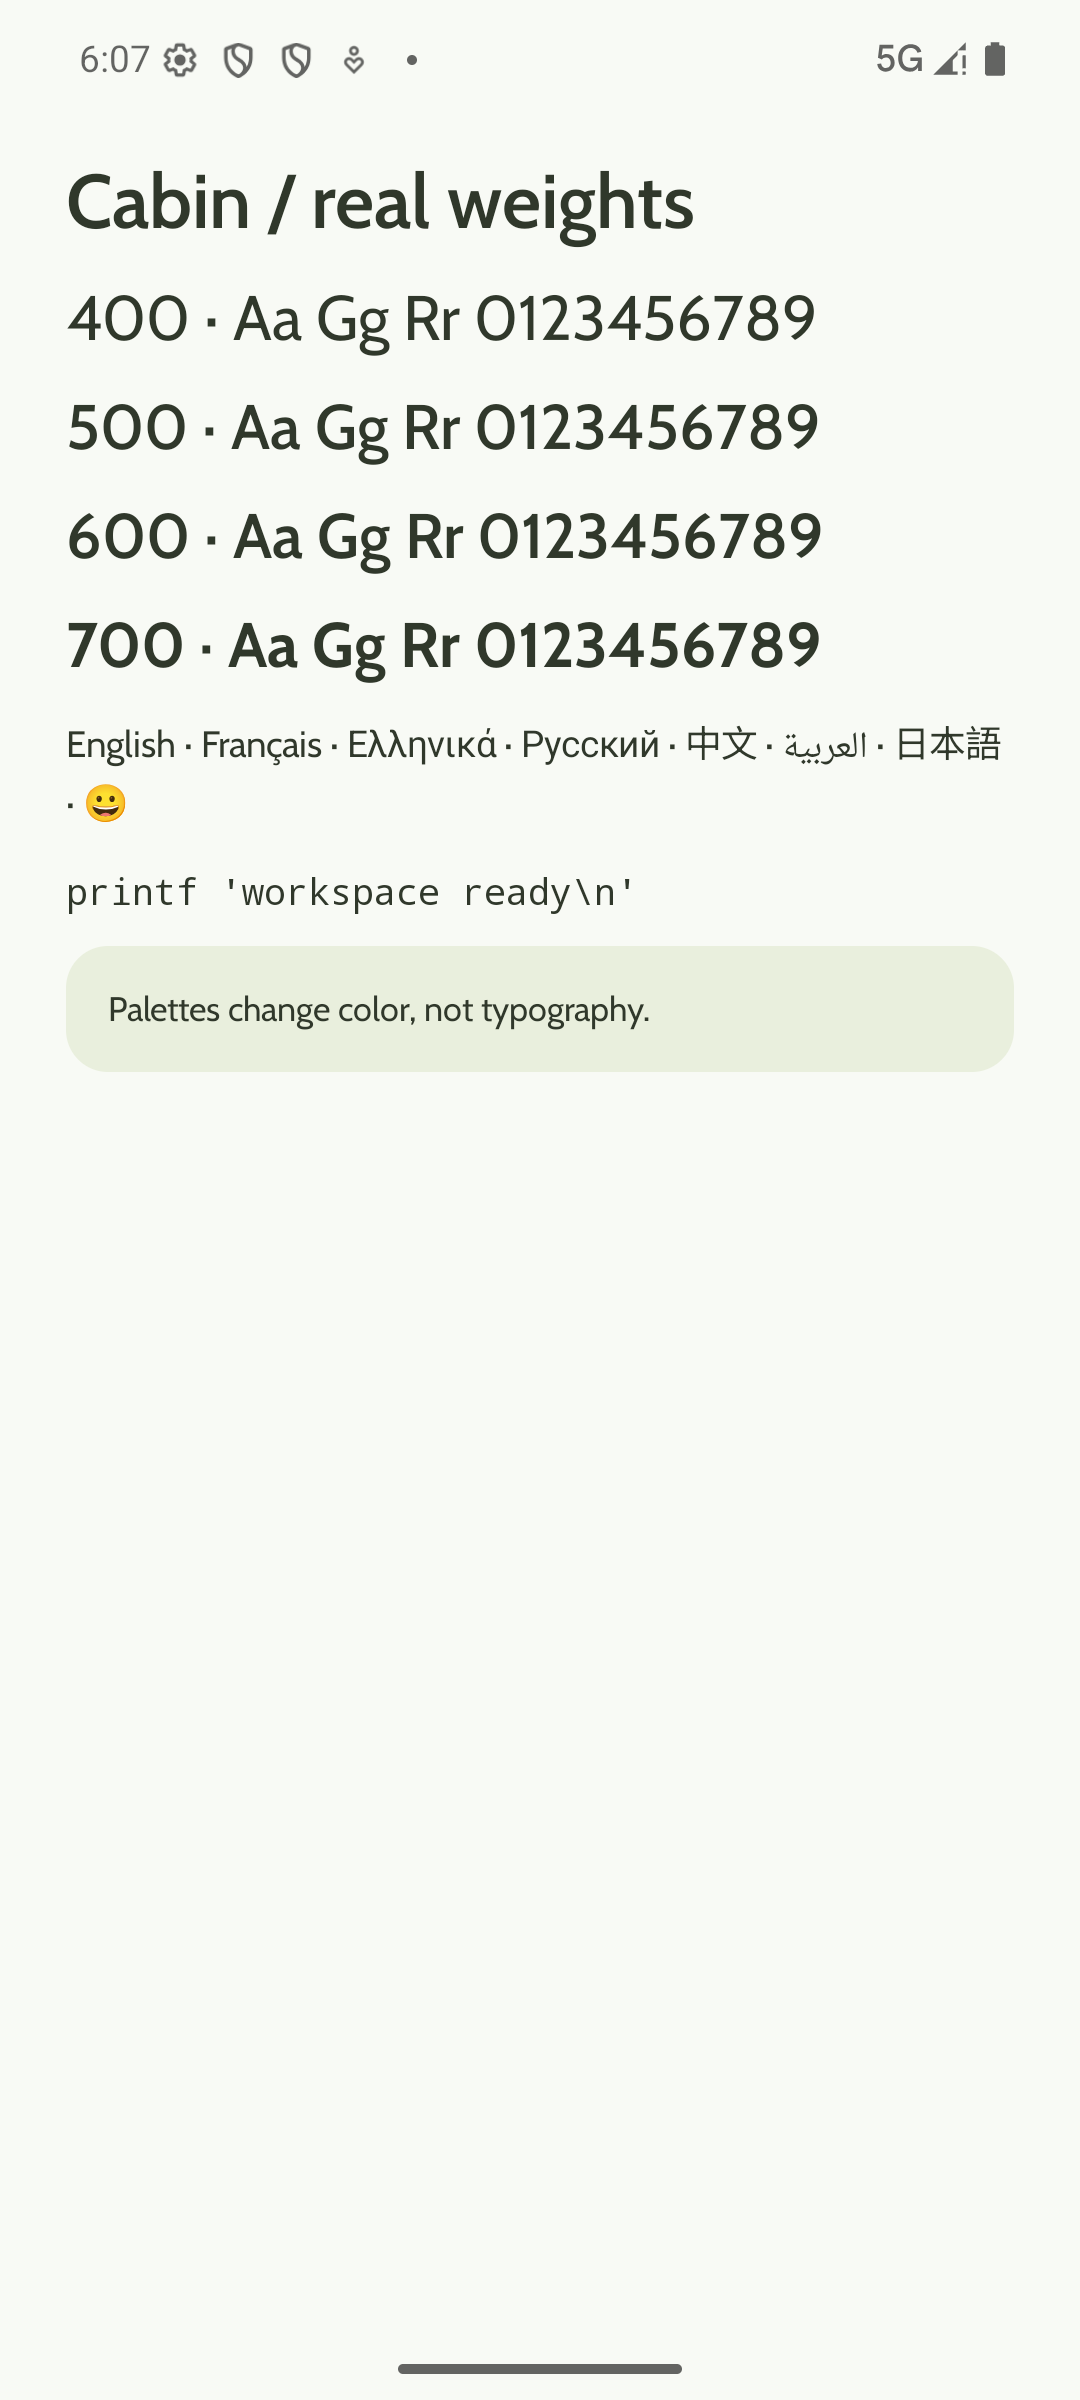 6:07 5G
Cabin / real weights
400 · Aa Gg Rr 0123456789
500 · Aa Gg Rr 0123456789
600 · Aa Gg Rr 0123456789
700 · Aa Gg Rr 0123456789
English · Français · Ελληνικά · Русский · 中文 · العربية · 日本語
· 😀
printf 'workspace ready\n'
Palettes change color, not typography.